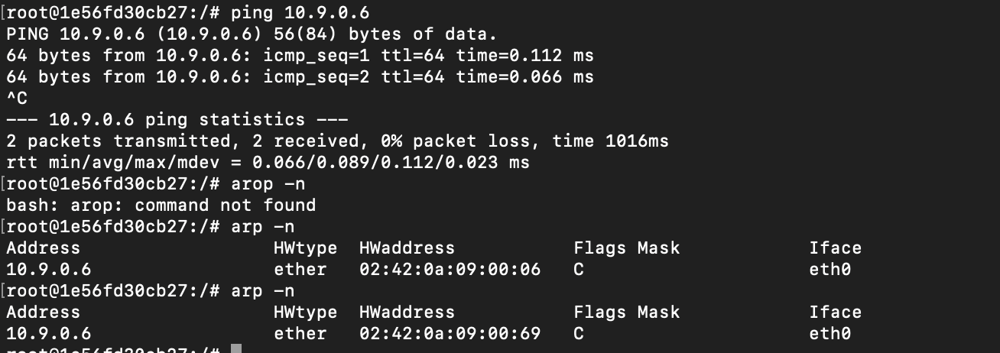 [root@1e56fd30cb27:/# ping 10.9.0.6
PING 10.9.0.6 (10.9.0.6) 56(84) bytes of data.
64 bytes from 10.9.0.6: icmp_seq=1 ttl=64 time=0.112 ms
64 bytes from 10.9.0.6: icmp_seq=2 ttl=64 time=0.066 ms
^C
--- 10.9.0.6 ping statistics ---
2 packets transmitted, 2 received, 0% packet loss, time 1016ms
rtt min/avg/max/mdev = 0.066/0.089/0.112/0.023 ms
[root@1e56fd30cb27:/# arop -n
bash: arop: command not found
[root@1e56fd30cb27:/# arp -n
Address HWtype HWaddress Flags Mask Iface
10.9.0.6 ether 02:42:0a:09:00:06 C eth0
[root@1e56fd30cb27:/# arp -n
Address HWtype HWaddress Flags Mask Iface
10.9.0.6 ether 02:42:0a:09:00:69 C eth0
root@1e56fd30cb27:/#